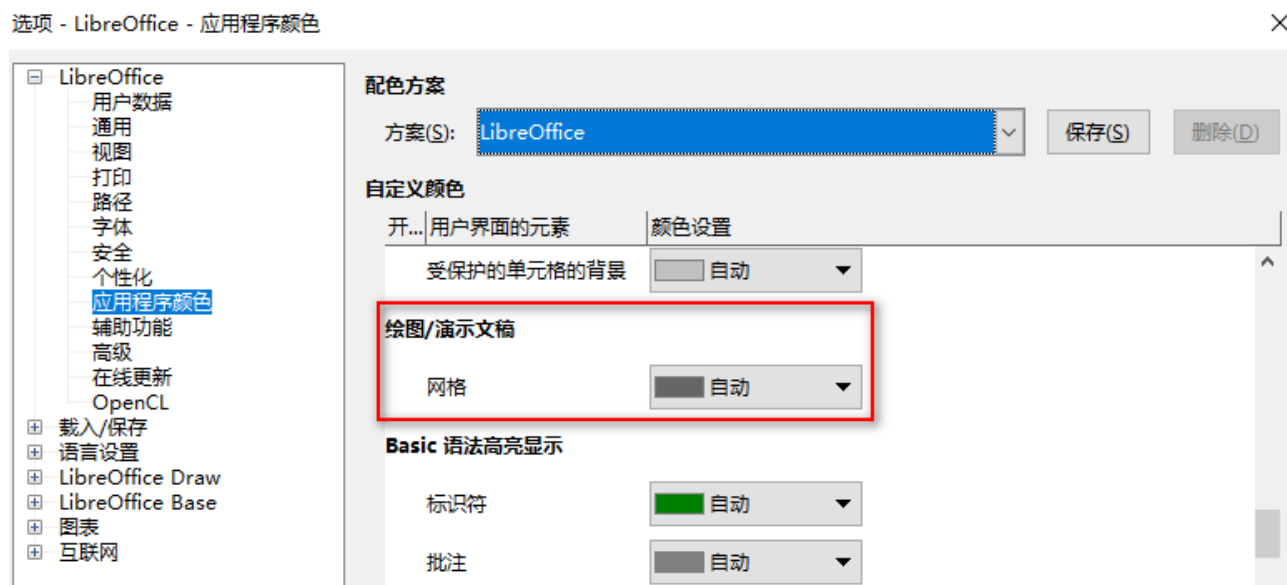 选项 - LibreOffice - 应用程序颜色
LibreOffice
用户数据
通用
视图
打印
路径
字体
安全
个性化
应用程序颜色
辅助功能
高级
在线更新
OpenCL
载入/保存
语言设置
LibreOffice Draw
LibreOffice Base
图表
互联网
配色方案
方案(S): LibreOffice 保存(S) 删除(D)
自定义颜色
开... 用户界面的元素 颜色设置
受保护的单元格的背景 自动
绘图/演示文稿
网格 自动
Basic 语法高亮显示
标识符 自动
批注 自动